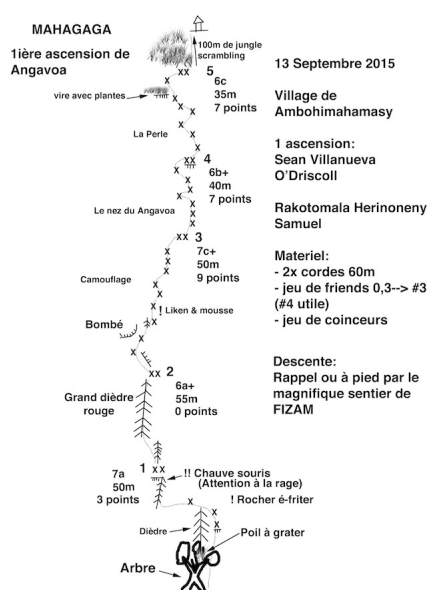 MAHAGAGA
1ière ascension de
Angavoa
100m de jungle
scrambling
5
6c
35m
7 points
vire avec plantes
La Perle
4
6b+
40m
7 points
Le nez du Angavoa
3
7c+
50m
9 points
Camouflage
! Liken & mousse
Bombé
2
6a+
55m
0 points
Grand dièdre
rouge
1
7a
50m
3 points
!! Chauve souris
(Attention à la rage)
! Rocher é-friter
Dièdre
Poil à grater
Arbre
13 Septembre 2015
Village de
Ambohimahamasy
1 ascension:
Sean Villanueva
O'Driscoll
Rakotomala Herinoneny
Samuel
Materiel:
- 2x cordes 60m
- jeu de friends 0,3--> #3
(#4 utile)
- jeu de coinceurs
Descente:
Rappel ou à pied par le
magnifique sentier de
FIZAM